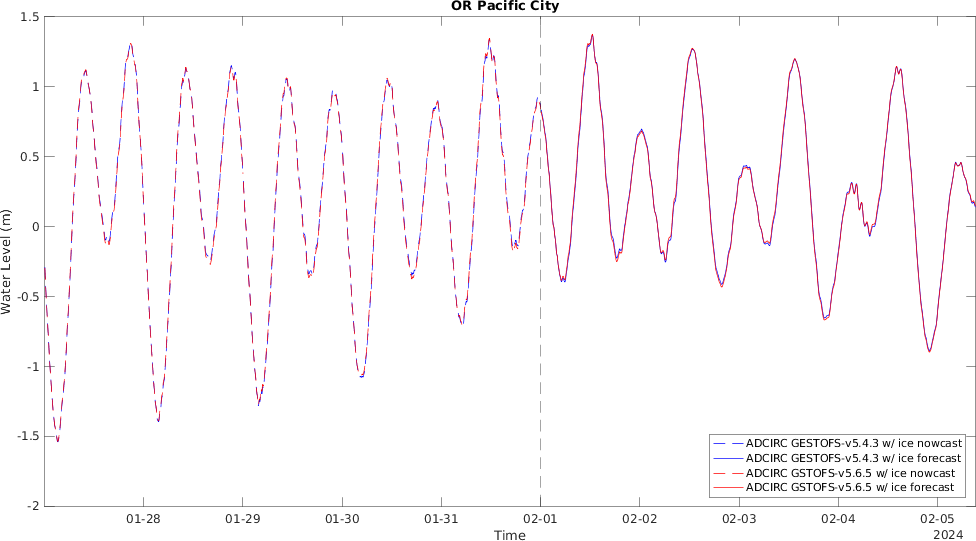 OR Pacific City
1.5
1
0.5
0
-0.5
-1
-1.5
-2
Water Level (m)
ADCIRC GESTOFS-v5.4.3 w/ ice nowcast
ADCIRC GESTOFS-v5.4.3 w/ ice forecast
ADCIRC GSTOFS-v5.6.5 w/ ice nowcast
ADCIRC GSTOFS-v5.6.5 w/ ice forecast
01-28 01-29 01-30 01-31 02-01 02-02 02-03 02-04 02-05
2024
Time